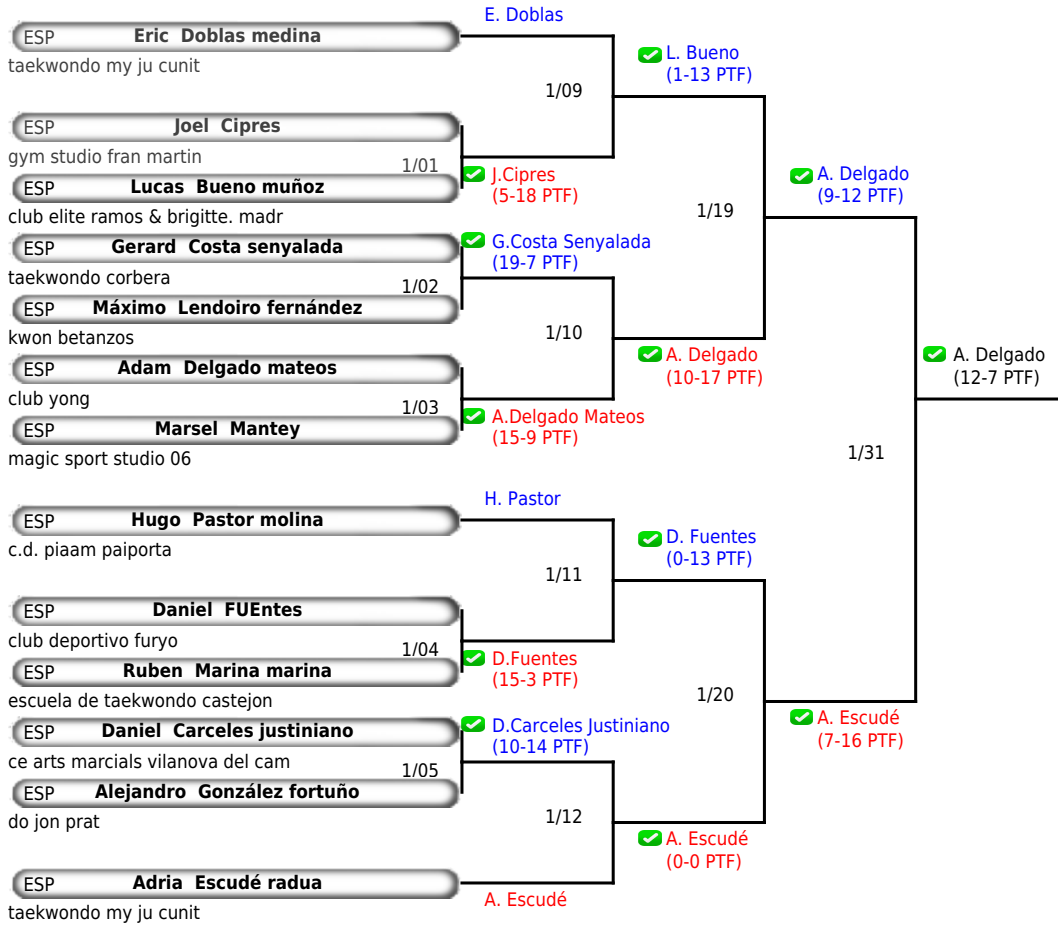 E. Doblas
ESP Eric Doblas medina
taekwondo my ju cunit
L. Bueno
(1-13 PTF)
1/09
ESP Joel Cipres
gym studio fran martin
1/01
J.Cipres
(5-18 PTF)
A. Delgado
(9-12 PTF)
ESP Lucas Bueno muñoz
club elite ramos & brigitte. madr
1/19
ESP Gerard Costa senyalada
G.Costa Senyalada
(19-7 PTF)
taekwondo corbera
1/02
ESP Máximo Lendoiro fernández
kwon betanzos
1/10
A. Delgado
(10-17 PTF)
A. Delgado
(12-7 PTF)
ESP Adam Delgado mateos
club yong
1/03
A.Delgado Mateos
(15-9 PTF)
ESP Marsel Mantey
magic sport studio 06
1/31
H. Pastor
ESP Hugo Pastor molina
c.d. piaam paiporta
D. Fuentes
(0-13 PTF)
1/11
ESP Daniel FUEntes
club deportivo furyo
1/04
D.Fuentes
(15-3 PTF)
ESP Ruben Marina marina
escuela de taekwondo castejon
1/20
A. Escudé
(7-16 PTF)
ESP Daniel Carceles justiniano
D.Carceles Justiniano
(10-14 PTF)
ce arts marcials vilanova del cam
1/05
ESP Alejandro González fortuño
do jon prat
1/12
A. Escudé
(0-0 PTF)
ESP Adria Escudé radua
A. Escudé
taekwondo my ju cunit